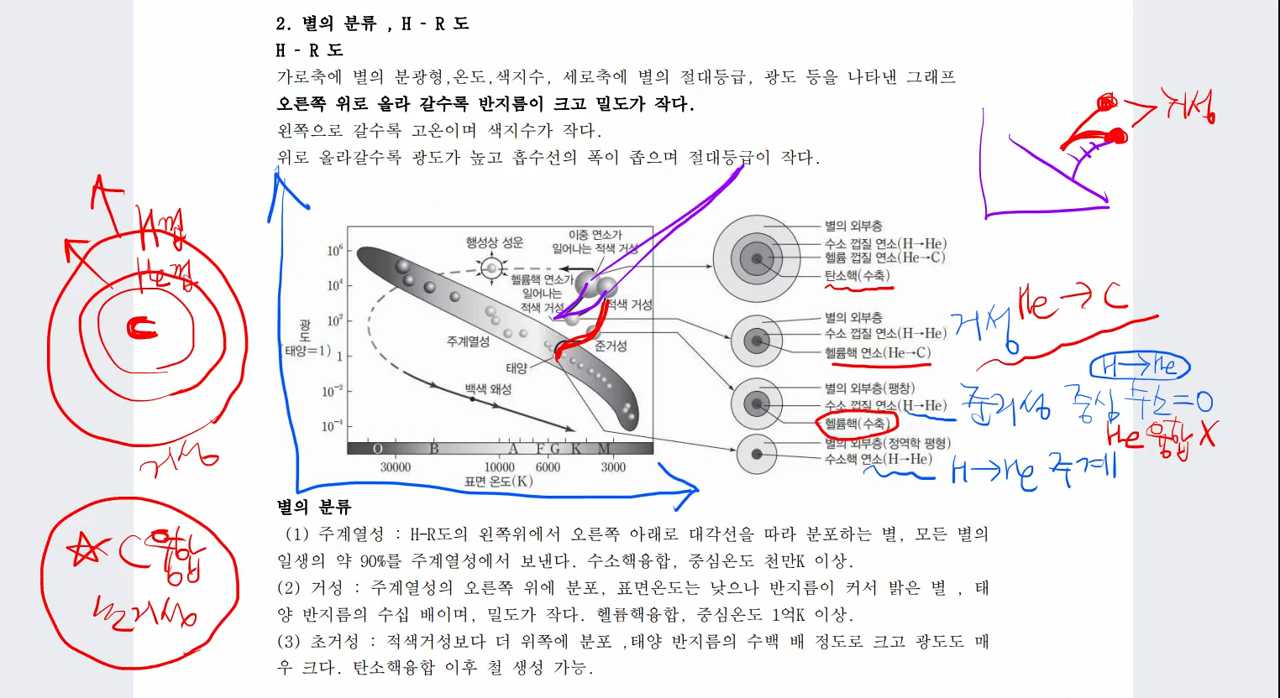 2. 별의 분류 , H - R 도
H - R 도
가로축에 별의 분광형,온도,색지수, 세로축에 별의 절대등급, 광도 등을 나타낸 그래프
오른쪽 위로 올라 갈수록 반지름이 크고 밀도가 작다.
왼쪽으로 갈수록 고온이며 색지수가 작다.
위로 올라갈수록 광도가 높고 흡수선의 폭이 좁으며 절대등급이 작다.
거성
H껍
He껍
C
거성
행성상 성운
이중 연소가
일어나는 적색 거성
헬륨핵 연소가
일어나는
적색 거성
적색 거성
준거성
주계열성
태양
백색 왜성
광도
(태양=1)
10⁶
10⁴
10²
1
10⁻²
10⁻⁴
O B A F G K M
30000 10000 6000 3000
표면 온도(K)
별의 외부층
수소 껍질 연소(H→He)
헬륨 껍질 연소(He→C)
탄소핵(수축)
별의 외부층
수소 껍질 연소(H→He)
헬륨핵 연소(He→C)
별의 외부층(팽창)
수소 껍질 연소(H→He)
헬륨핵(수축)
별의 외부층(정역학 평형)
수소핵 연소(H→He)
거성 He→C
H→He
준거성 중심 수소=0
He 융합 X
H→He 주계
☆ C융합
초거성
별의 분류
(1) 주계열성 : H-R도의 왼쪽위에서 오른쪽 아래로 대각선을 따라 분포하는 별, 모든 별의
일생의 약 90%를 주계열성에서 보낸다. 수소핵융합, 중심온도 천만K 이상.
(2) 거성 : 주계열성의 오른쪽 위에 분포, 표면온도는 낮으나 반지름이 커서 밝은 별 , 태
양 반지름의 수십 배이며, 밀도가 작다. 헬륨핵융합, 중심온도 1억K 이상.
(3) 초거성 : 적색거성보다 더 위쪽에 분포 ,태양 반지름의 수백 배 정도로 크고 광도도 매
우 크다. 탄소핵융합 이후 철 생성 가능.